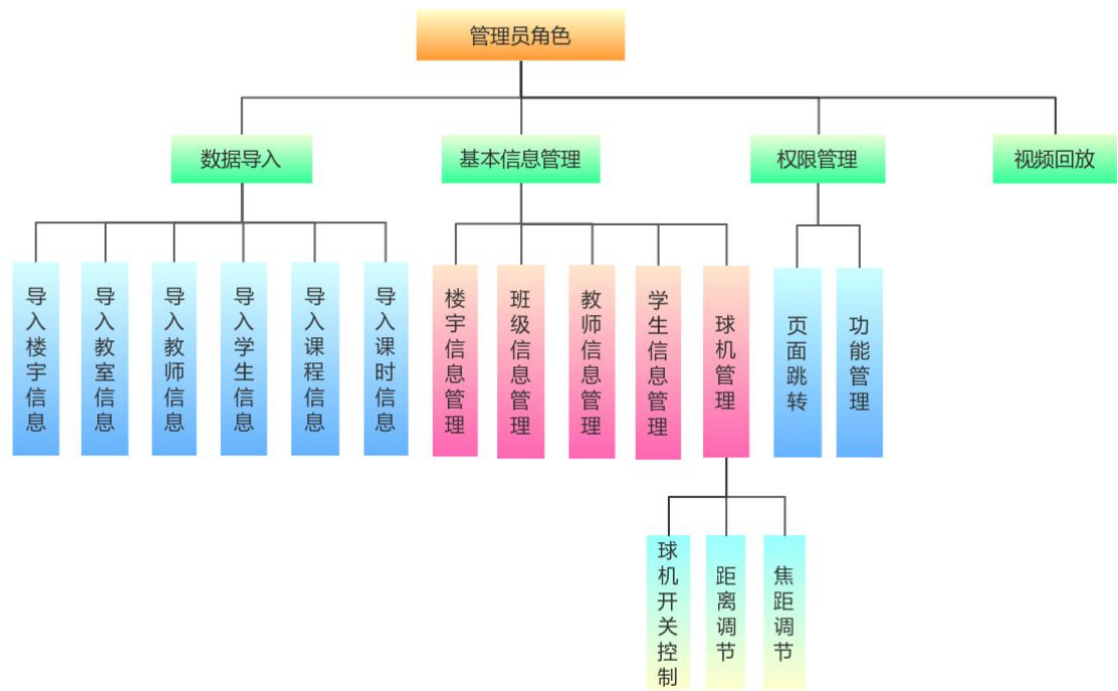 管理员角色
数据导入
基本信息管理
权限管理
视频回放
导入楼宇信息
导入教室信息
导入教师信息
导入学生信息
导入课程信息
导入课时信息
楼宇信息管理
班级信息管理
教师信息管理
学生信息管理
球机管理
页面跳转
功能管理
球机开关控制
距离调节
焦距调节